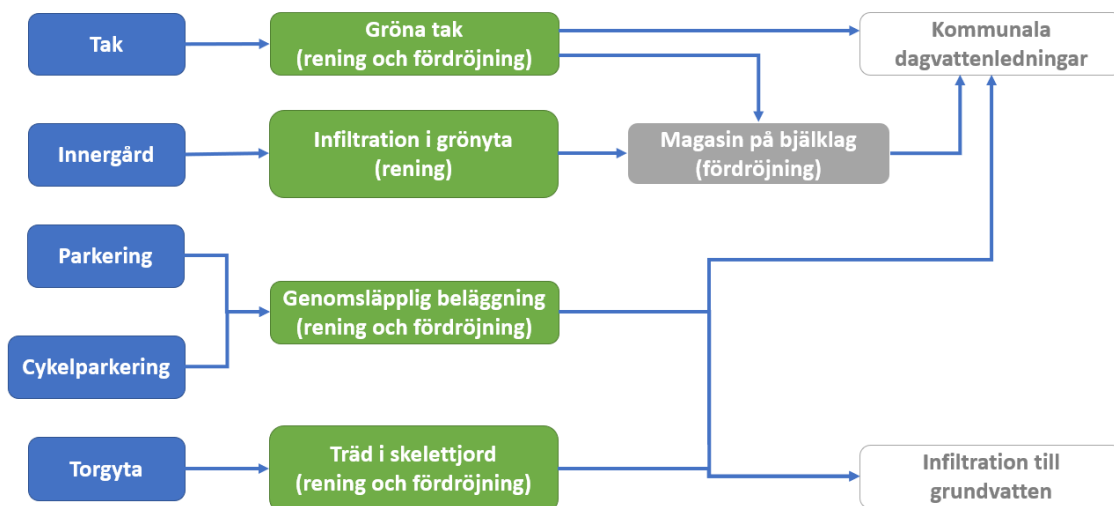 Tak
Gröna tak
(rening och fördröjning)
Kommunala
dagvattenledningar
Innergård
Infiltration i grönyta
(rening)
Magasin på bjälklag
(fördröjning)
Parkering
Genomsläpplig beläggning
(rening och fördröjning)
Cykelparkering
Torgyta
Träd i skelettjord
(rening och fördröjning)
Infiltration till
grundvatten